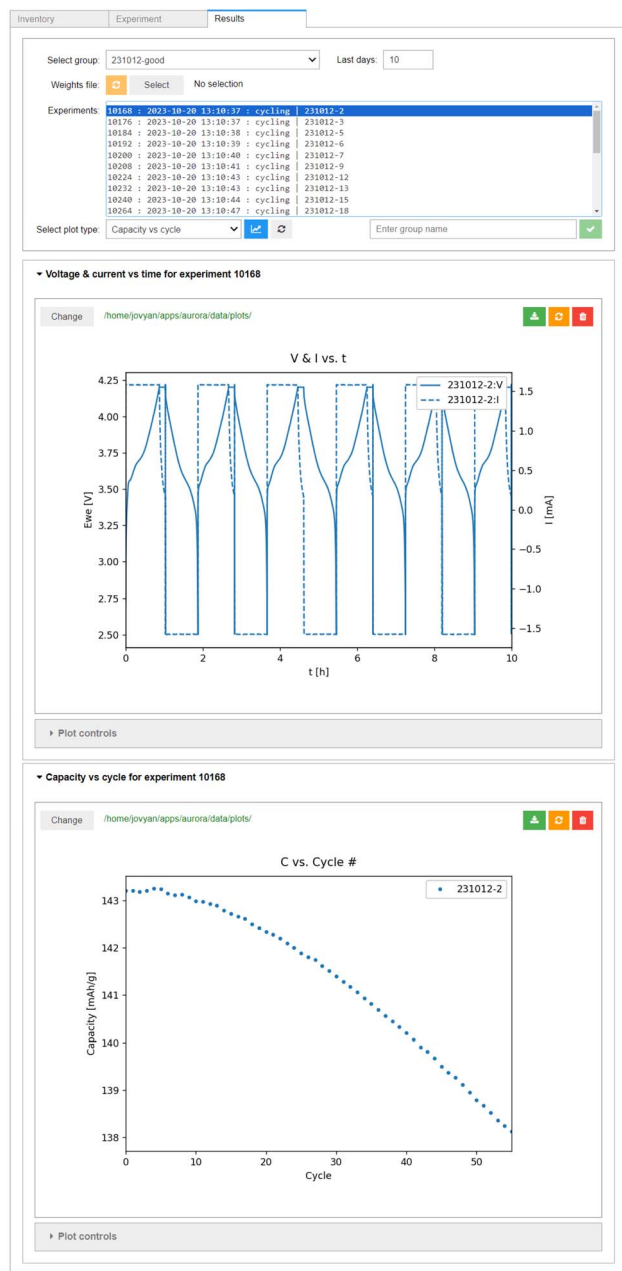 Inventory Experiment Results
Select group: 231012-good Last days: 10
Weights file: Select No selection
Experiments: 10168 : 2023-10-20 13:10:37 : cycling | 231012-2
10176 : 2023-10-20 13:10:37 : cycling | 231012-3
10184 : 2023-10-20 13:10:38 : cycling | 231012-5
10192 : 2023-10-20 13:10:39 : cycling | 231012-6
10200 : 2023-10-20 13:10:40 : cycling | 231012-7
10208 : 2023-10-20 13:10:41 : cycling | 231012-9
10224 : 2023-10-20 13:10:43 : cycling | 231012-12
10232 : 2023-10-20 13:10:43 : cycling | 231012-13
10240 : 2023-10-20 13:10:44 : cycling | 231012-15
10264 : 2023-10-20 13:10:47 : cycling | 231012-18
Select plot type: Capacity vs cycle Enter group name
Voltage & current vs time for experiment 10168
Change /home/jovyan/apps/aurora/data/plots/
V & I vs. t
231012-2:V
231012-2:I
4.25
4.00
3.75
3.50
3.25
3.00
2.75
2.50
Ewe [V]
1.5
1.0
0.5
0.0
−0.5
−1.0
−1.5
I [mA]
0 2 4 6 8 10
t [h]
Plot controls
Capacity vs cycle for experiment 10168
Change /home/jovyan/apps/aurora/data/plots/
C vs. Cycle #
231012-2
143
142
141
140
139
138
Capacity [mAh/g]
0 10 20 30 40 50
Cycle
Plot controls